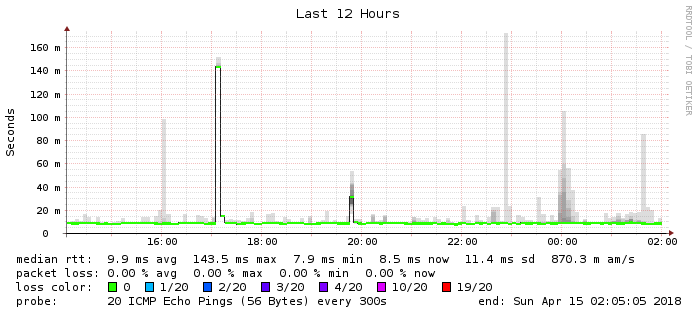 Last 12 Hours
RRDTOOL / TOBI OETIKER
Seconds
160 m
140 m
120 m
100 m
80 m
60 m
40 m
20 m
0
16:00 18:00 20:00 22:00 00:00 02:00
median rtt: 9.9 ms avg 143.5 ms max 7.9 ms min 8.5 ms now 11.4 ms sd 870.3 m am/s
packet loss: 0.00 % avg 0.00 % max 0.00 % min 0.00 % now
loss color: 0 1/20 2/20 3/20 4/20 10/20 19/20
probe: 20 ICMP Echo Pings (56 Bytes) every 300s end: Sun Apr 15 02:05:05 2018